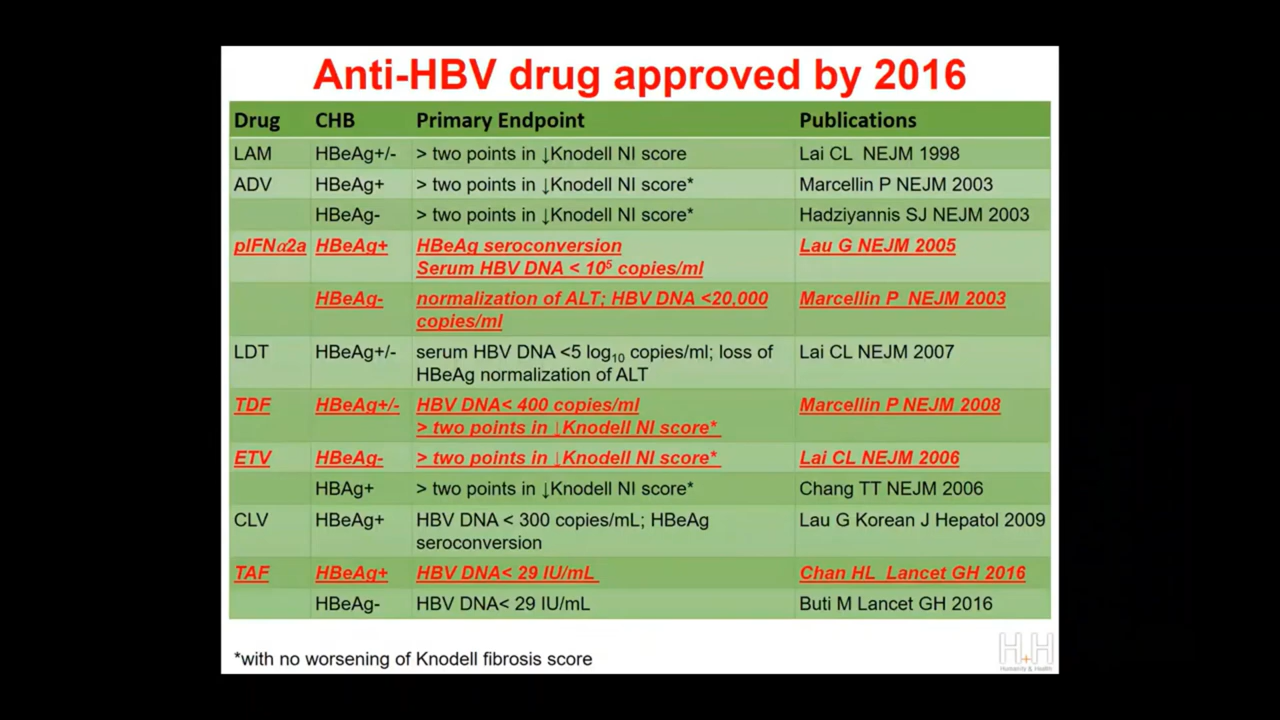 Anti-HBV drug approved by 2016
Drug CHB Primary Endpoint Publications
LAM HBeAg+/- > two points in ↓Knodell NI score Lai CL NEJM 1998
ADV HBeAg+ > two points in ↓Knodell NI score* Marcellin P NEJM 2003
HBeAg- > two points in ↓Knodell NI score* Hadziyannis SJ NEJM 2003
pIFNα2a HBeAg+ HBeAg seroconversion Lau G NEJM 2005
Serum HBV DNA < 10⁵ copies/ml
HBeAg- normalization of ALT; HBV DNA <20,000 Marcellin P NEJM 2003
copies/ml
LDT HBeAg+/- serum HBV DNA <5 log₁₀ copies/ml; loss of Lai CL NEJM 2007
HBeAg normalization of ALT
TDF HBeAg+/- HBV DNA< 400 copies/ml Marcellin P NEJM 2008
> two points in ↓Knodell NI score*
ETV HBeAg- > two points in ↓Knodell NI score* Lai CL NEJM 2006
HBAg+ > two points in ↓Knodell NI score* Chang TT NEJM 2006
CLV HBeAg+ HBV DNA < 300 copies/mL; HBeAg Lau G Korean J Hepatol 2009
seroconversion
TAF HBeAg+ HBV DNA< 29 IU/mL Chan HL Lancet GH 2016
HBeAg- HBV DNA< 29 IU/mL Buti M Lancet GH 2016
*with no worsening of Knodell fibrosis score
H+H
Humanity & Health